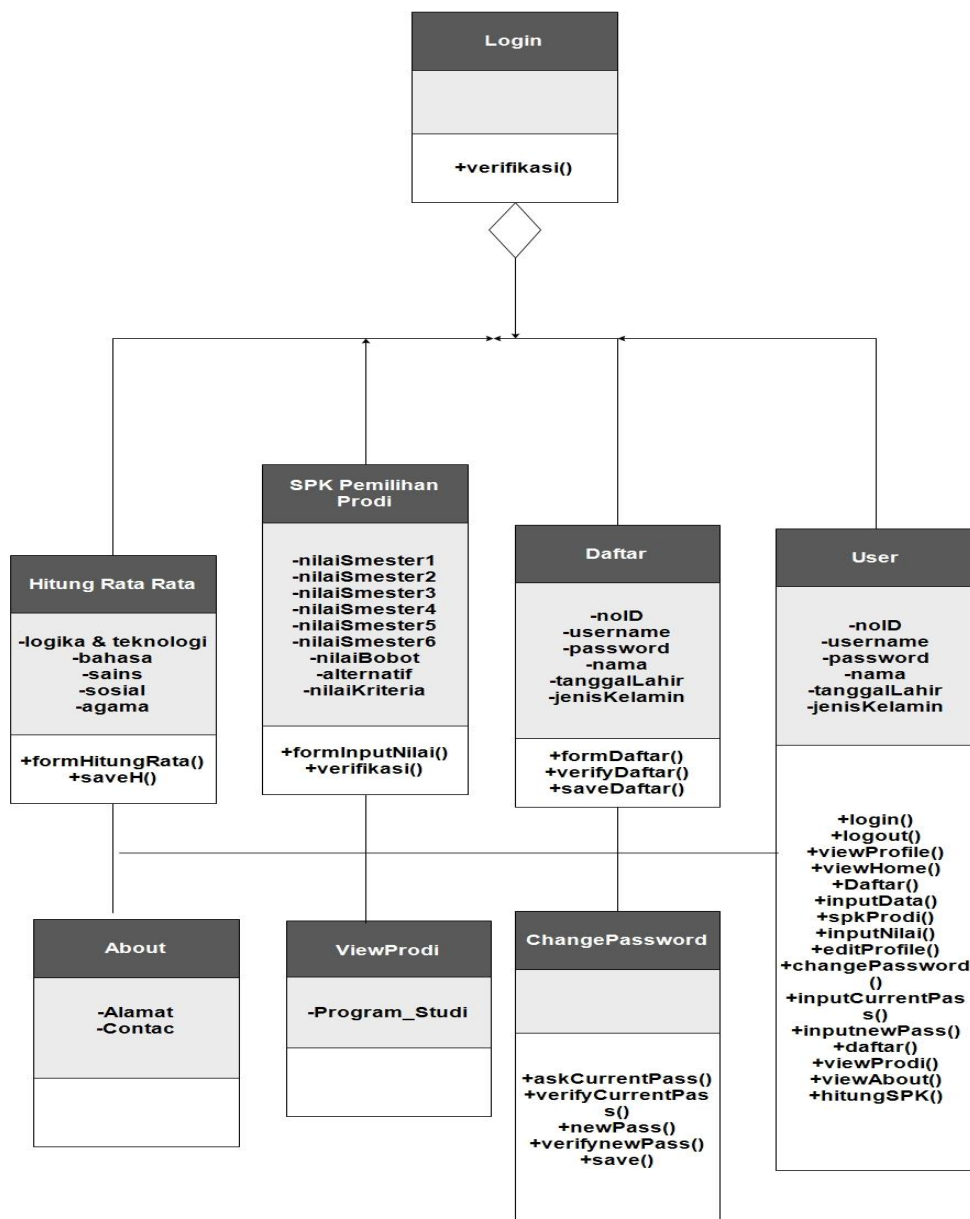 Login
+verifikasi()
SPK Pemilihan
Prodi
-nilaiSmester1
-nilaiSmester2
-nilaiSmester3
-nilaiSmester4
-nilaiSmester5
-nilaiSmester6
-nilaiBobot
-alternatif
-nilaiKriteria
+formInputNilai()
+verifikasi()
Hitung Rata Rata
-logika & teknologi
-bahasa
-sains
-sosial
-agama
+formHitungRata()
+saveH()
Daftar
-noID
-username
-password
-nama
-tanggalLahir
-jenisKelamin
+formDaftar()
+verifyDaftar()
+saveDaftar()
User
-noID
-username
-password
-nama
-tanggalLahir
-jenisKelamin
+login()
+logout()
+viewProfile()
+viewHome()
+Daftar()
+inputData()
+spkProdi()
+inputNilai()
+editProfile()
+changePassword
()
+inputCurrentPas
s()
+inputnewPass()
+daftar()
+viewProdi()
+viewAbout()
+hitungSPK()
About
-Alamat
-Contac
ViewProdi
-Program_Studi
ChangePassword
+askCurrentPass()
+verifyCurrentPas
s()
+newPass()
+verifynewPass()
+save()